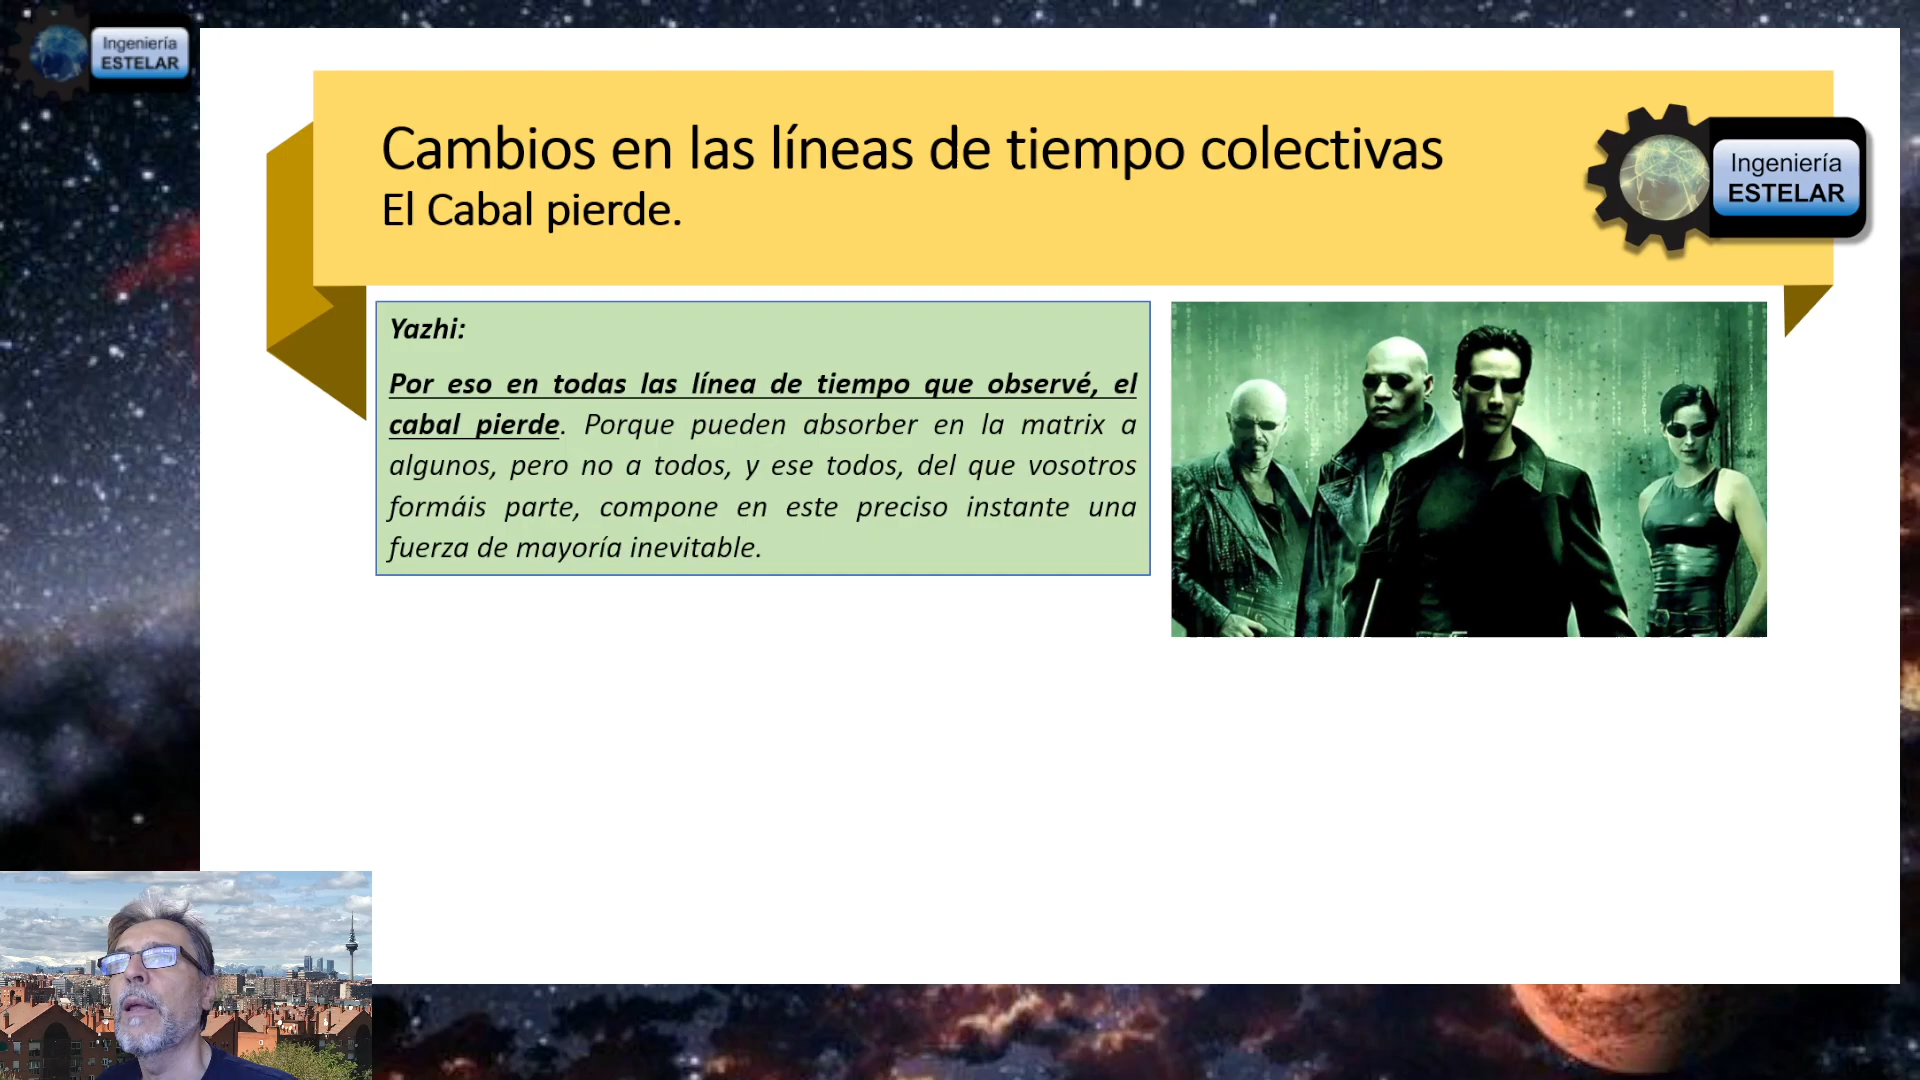 Ingeniería
ESTELAR
Cambios en las líneas de tiempo colectivas
El Cabal pierde.
Ingeniería
ESTELAR
Yazhi:
Por eso en todas las línea de tiempo que observé, el
cabal pierde. Porque pueden absorber en la matrix a
algunos, pero no a todos, y ese todos, del que vosotros
formáis parte, compone en este preciso instante una
fuerza de mayoría inevitable.